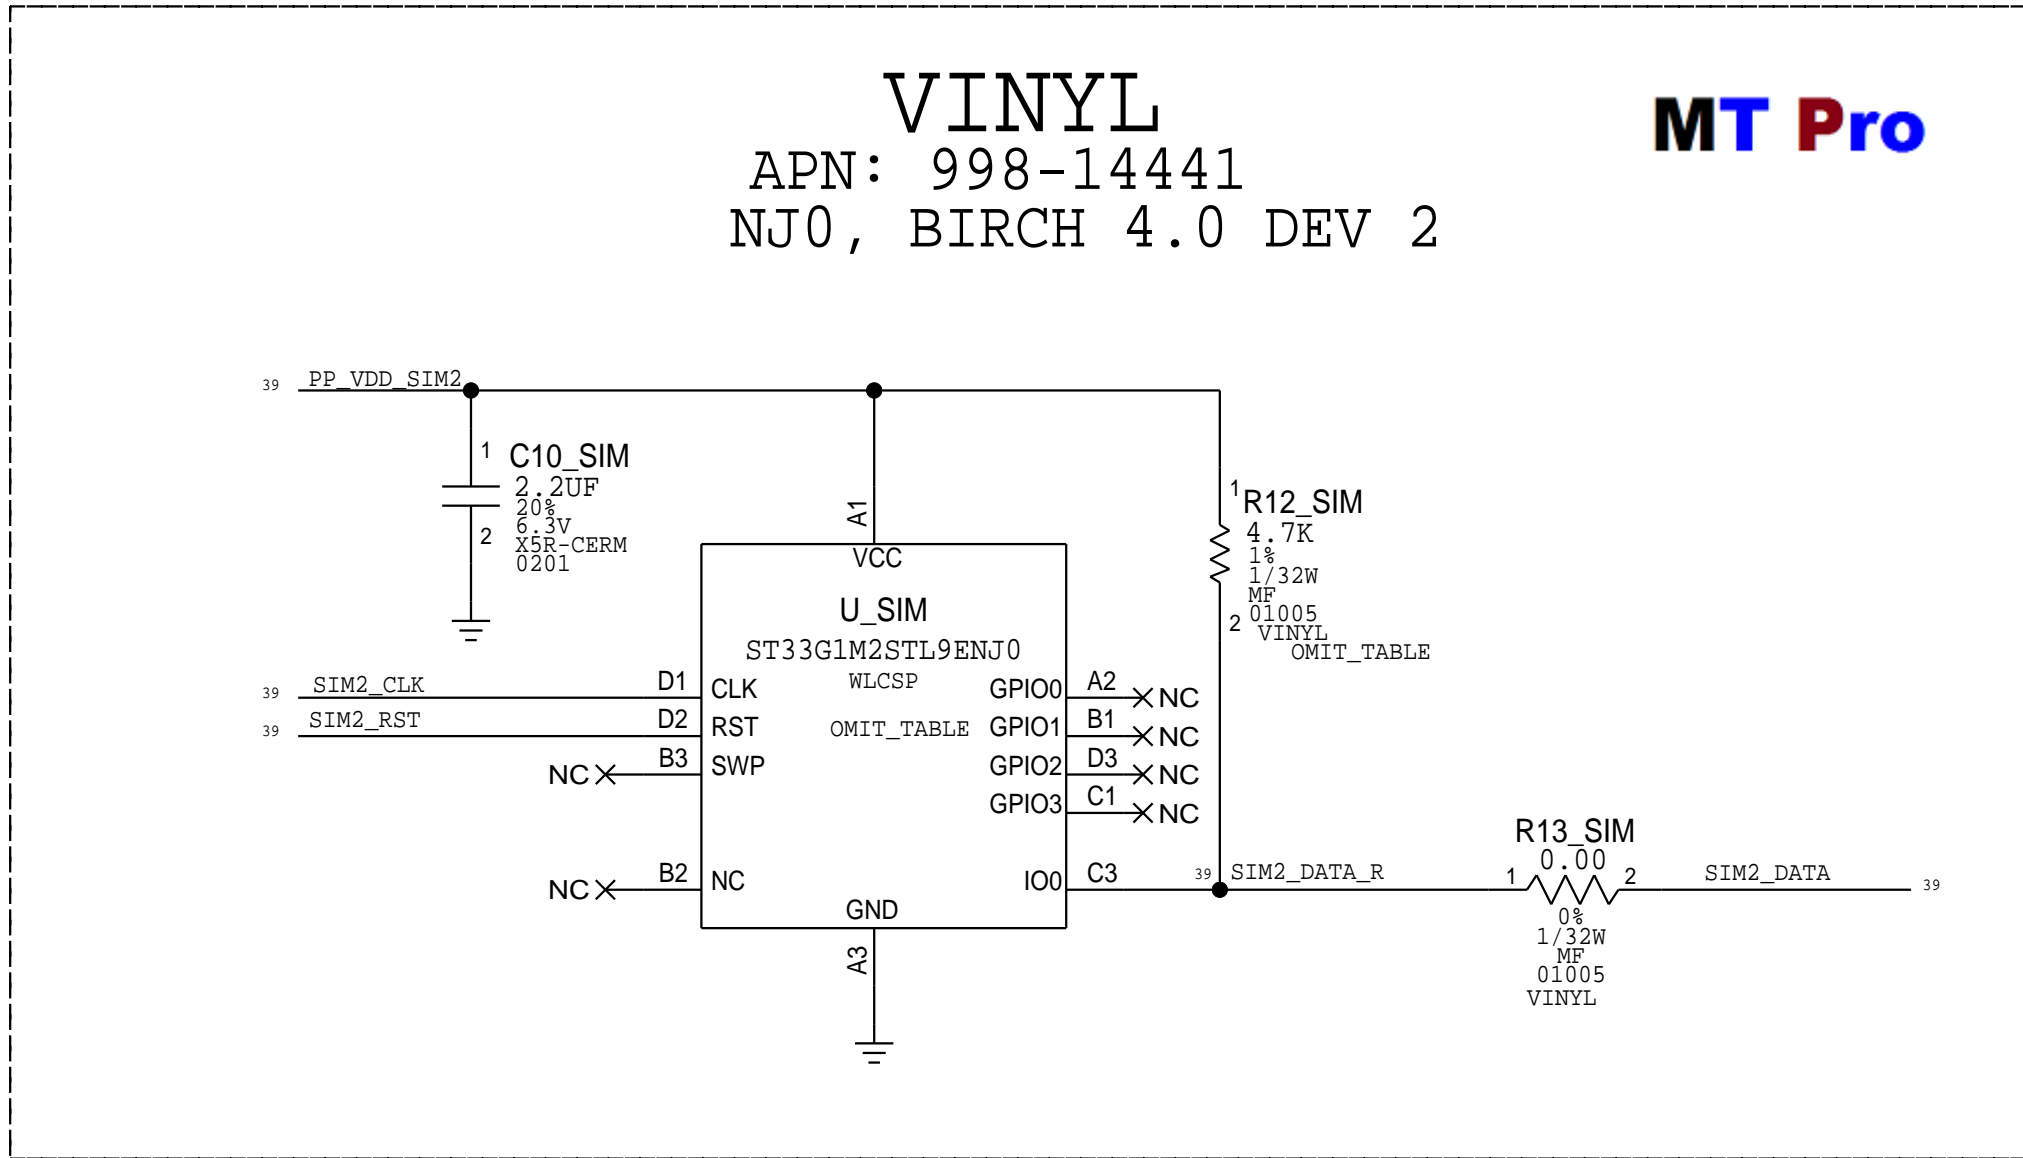 VINYL
MT Pro
APN: 998-14441
NJ0, BIRCH 4.0 DEV 2
39 PP_VDD_SIM2
1
C10_SIM
2.2UF
20%
6.3V
2
X5R-CERM
0201
A1
VCC
1
R12_SIM
4.7K
1%
1/32W
MF
01005
2
VINYL
OMIT_TABLE
U_SIM
ST33G1M2STL9ENJ0
WLCSP
OMIT_TABLE
39 SIM2_CLK D1 CLK
39 SIM2_RST D2 RST
NC B3 SWP
NC B2 NC
GPIO0 A2 NC
GPIO1 B1 NC
GPIO2 D3 NC
GPIO3 C1 NC
IO0 C3 39 SIM2_DATA_R
GND
A3
R13_SIM
0.00
1 2 SIM2_DATA 39
0%
1/32W
MF
01005
VINYL